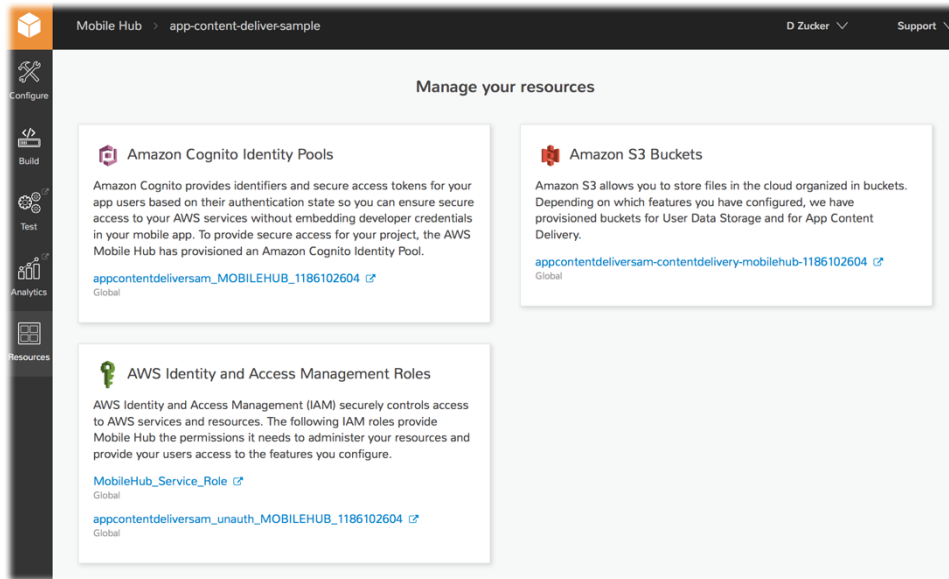 Mobile Hub > app-content-deliver-sample
D Zucker
Support
Configure
Build
Test
Analytics
Resources
Manage your resources
Amazon Cognito Identity Pools
Amazon Cognito provides identifiers and secure access tokens for your
app users based on their authentication state so you can ensure secure
access to your AWS services without embedding developer credentials
in your mobile app. To provide secure access for your project, the AWS
Mobile Hub has provisioned an Amazon Cognito Identity Pool.
appcontentdeliversam_MOBILEHUB_1186102604
Global
Amazon S3 Buckets
Amazon S3 allows you to store files in the cloud organized in buckets.
Depending on which features you have configured, we have
provisioned buckets for User Data Storage and for App Content
Delivery.
appcontentdeliversam-contentdelivery-mobilehub-1186102604
Global
AWS Identity and Access Management Roles
AWS Identity and Access Management (IAM) securely controls access
to AWS services and resources. The following IAM roles provide
Mobile Hub the permissions it needs to administer your resources and
provide your users access to the features you configure.
MobileHub_Service_Role
Global
appcontentdeliversam_unauth_MOBILEHUB_1186102604
Global